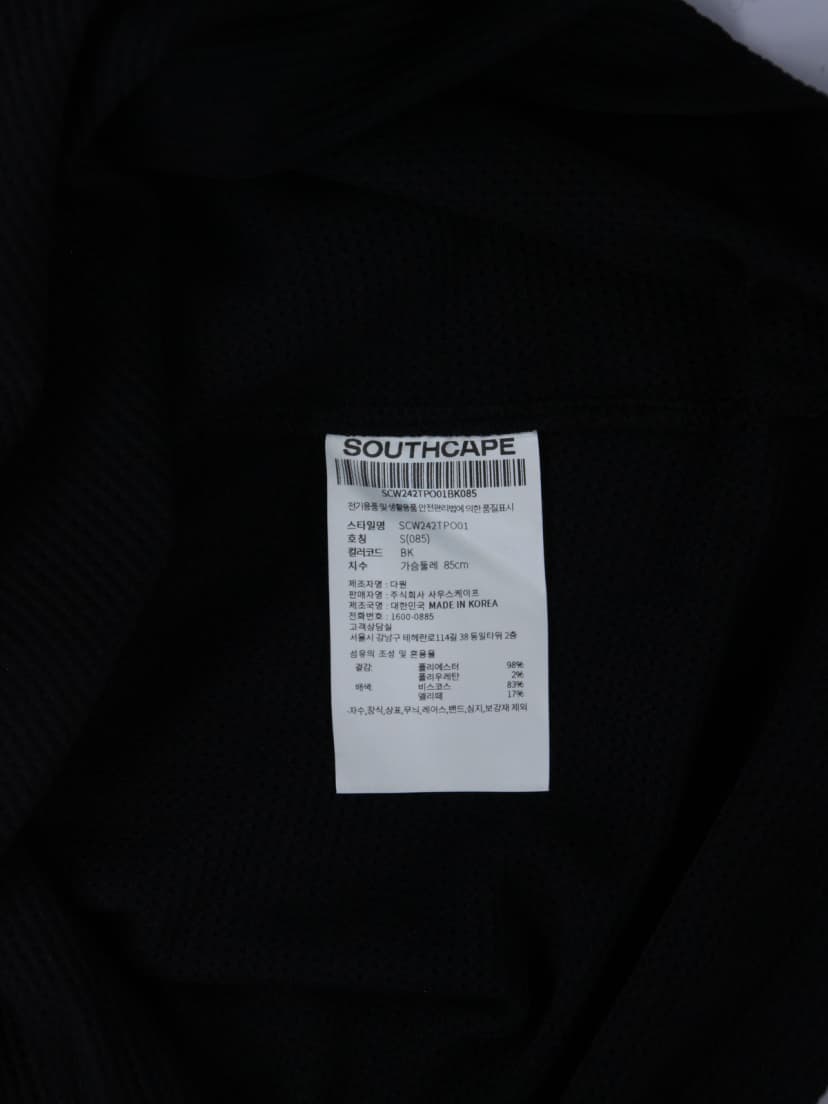 SOUTHCAPE
SCW242TPO01BK085
전기용품 및 생활용품 안전관리법에 의한 품질표시
스타일명 SCW242TPO01
호칭 S(085)
컬러코드 BK
치수 가슴둘레 85cm
제조자명 : 다원
판매자명 : 주식회사 사우스케이프
제조국명 : 대한민국 MADE IN KOREA
전화번호 : 1600-0885
고객상담실
서울시 강남구 테헤란로114길 38 동일타워 2층
섬유의 조성 및 혼용율
겉감: 폴리에스터 98%
폴리우레탄 2%
배색: 비스코스 83%
엘리떼 17%
·자수,장식,상표,무늬,레이스,밴드,심지,보강재 제외